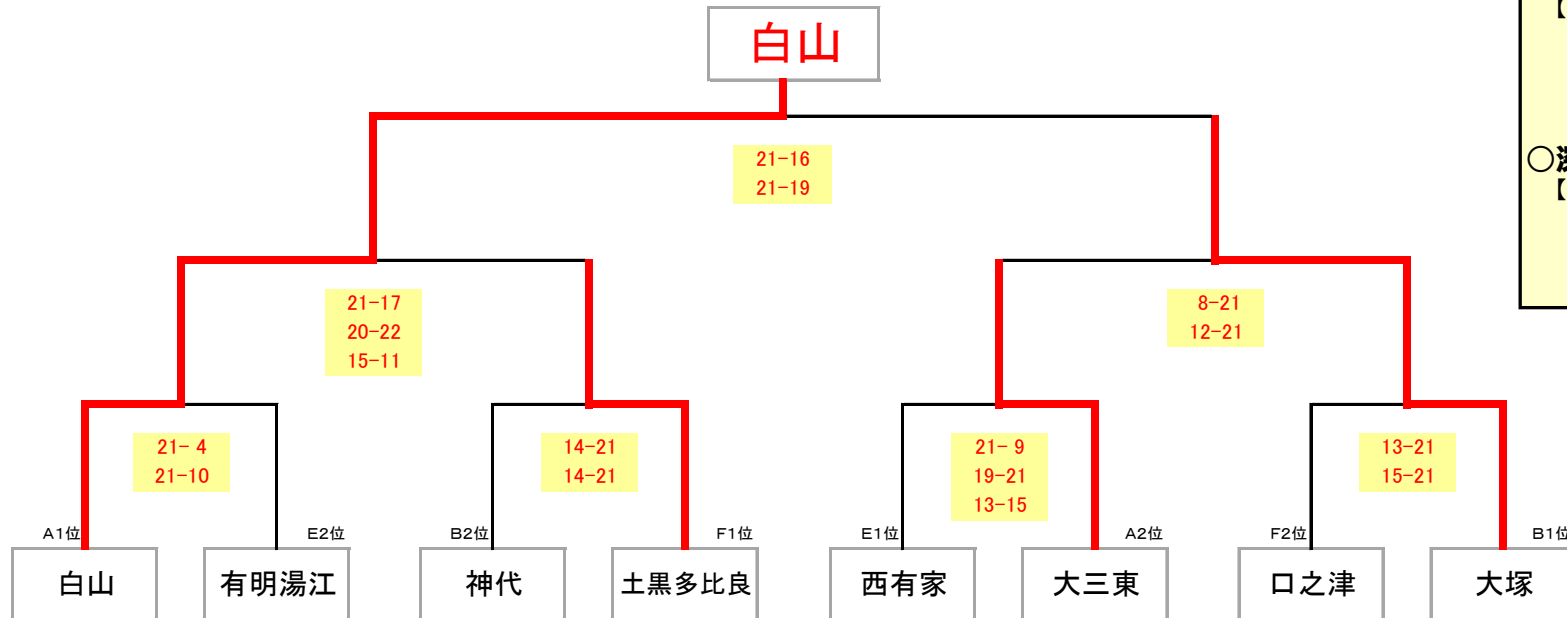 白山
21-16
21-19
21-17
20-22
15-11
8-21
12-21
21- 4
21-10
14-21
14-21
21- 9
19-21
13-15
13-21
15-21
A1位
E2位
B2位
F1位
E1位
A2位
F2位
B1位
白山
有明湯江
神代
土黒多比良
西有家
大三東
口之津
大塚
【
○
【